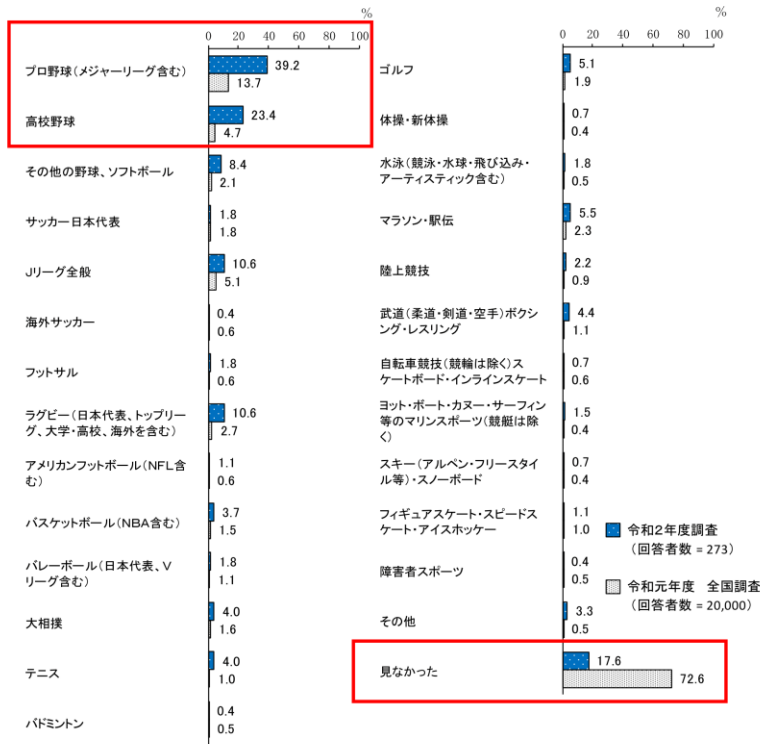 %
0 20 40 60 80 100
プロ野球(メジャーリーグ含む)
39.2
13.7
高校野球
23.4
4.7
その他の野球、ソフトボール
8.4
2.1
サッカー日本代表
1.8
1.8
Jリーグ全般
10.6
5.1
海外サッカー
0.4
0.6
フットサル
1.8
0.6
ラグビー(日本代表、トップリー
グ、大学・高校、海外を含む)
10.6
2.7
アメリカンフットボール(NFL含
む)
1.1
0.6
バスケットボール(NBA含む)
3.7
1.5
バレーボール(日本代表、V
リーグ含む)
1.8
1.1
大相撲
4.0
1.6
テニス
4.0
1.0
バドミントン
0.4
0.5
%
0 20 40 60 80 100
ゴルフ
5.1
1.9
体操・新体操
0.7
0.4
水泳(競泳・水球・飛び込み・
アーティスティック含む)
1.8
0.5
マラソン・駅伝
5.5
2.3
陸上競技
2.2
0.9
武道(柔道・剣道・空手)ボクシ
ング・レスリング
4.4
1.1
自転車競技(競輪は除く)ス
ケートボード・インラインスケート
0.7
0.6
ヨット・ボート・カヌー・サーフィン
等のマリンスポーツ(競艇は除
く)
1.5
0.4
スキー(アルペン・フリースタイ
ル等)・スノーボード
0.7
0.4
フィギュアスケート・スピードス
ケート・アイスホッケー
1.1
1.0
障害者スポーツ
0.4
0.5
その他
3.3
0.5
見なかった
17.6
72.6
令和2年度調査
(回答者数 = 273)
令和元年度 全国調査
(回答者数 = 20,000)